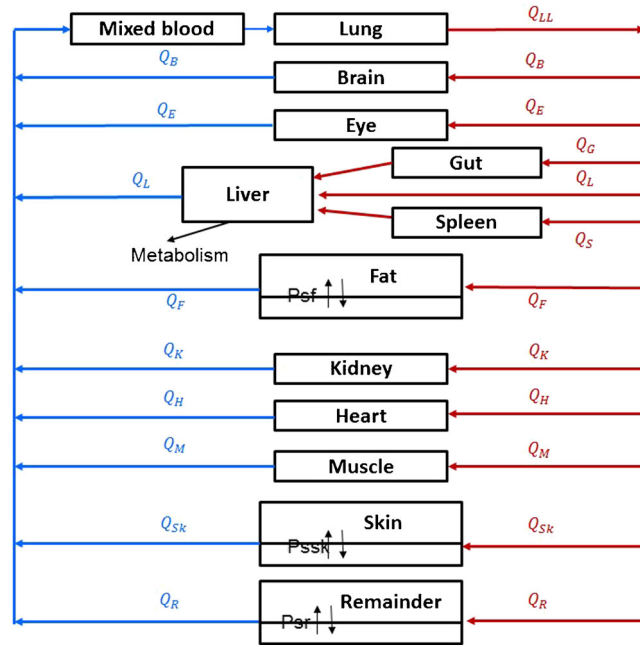 Mixed blood Lung Q_LL
Q_B Brain Q_B
Q_E Eye Q_E
Gut Q_G
Q_L Liver Q_L
Spleen Q_S
Metabolism
Fat
Psf
Q_F Q_F
Q_K Kidney Q_K
Q_H Heart Q_H
Q_M Muscle Q_M
Q_Sk Skin Q_Sk
Pssk
Q_R Remainder Q_R
Psr